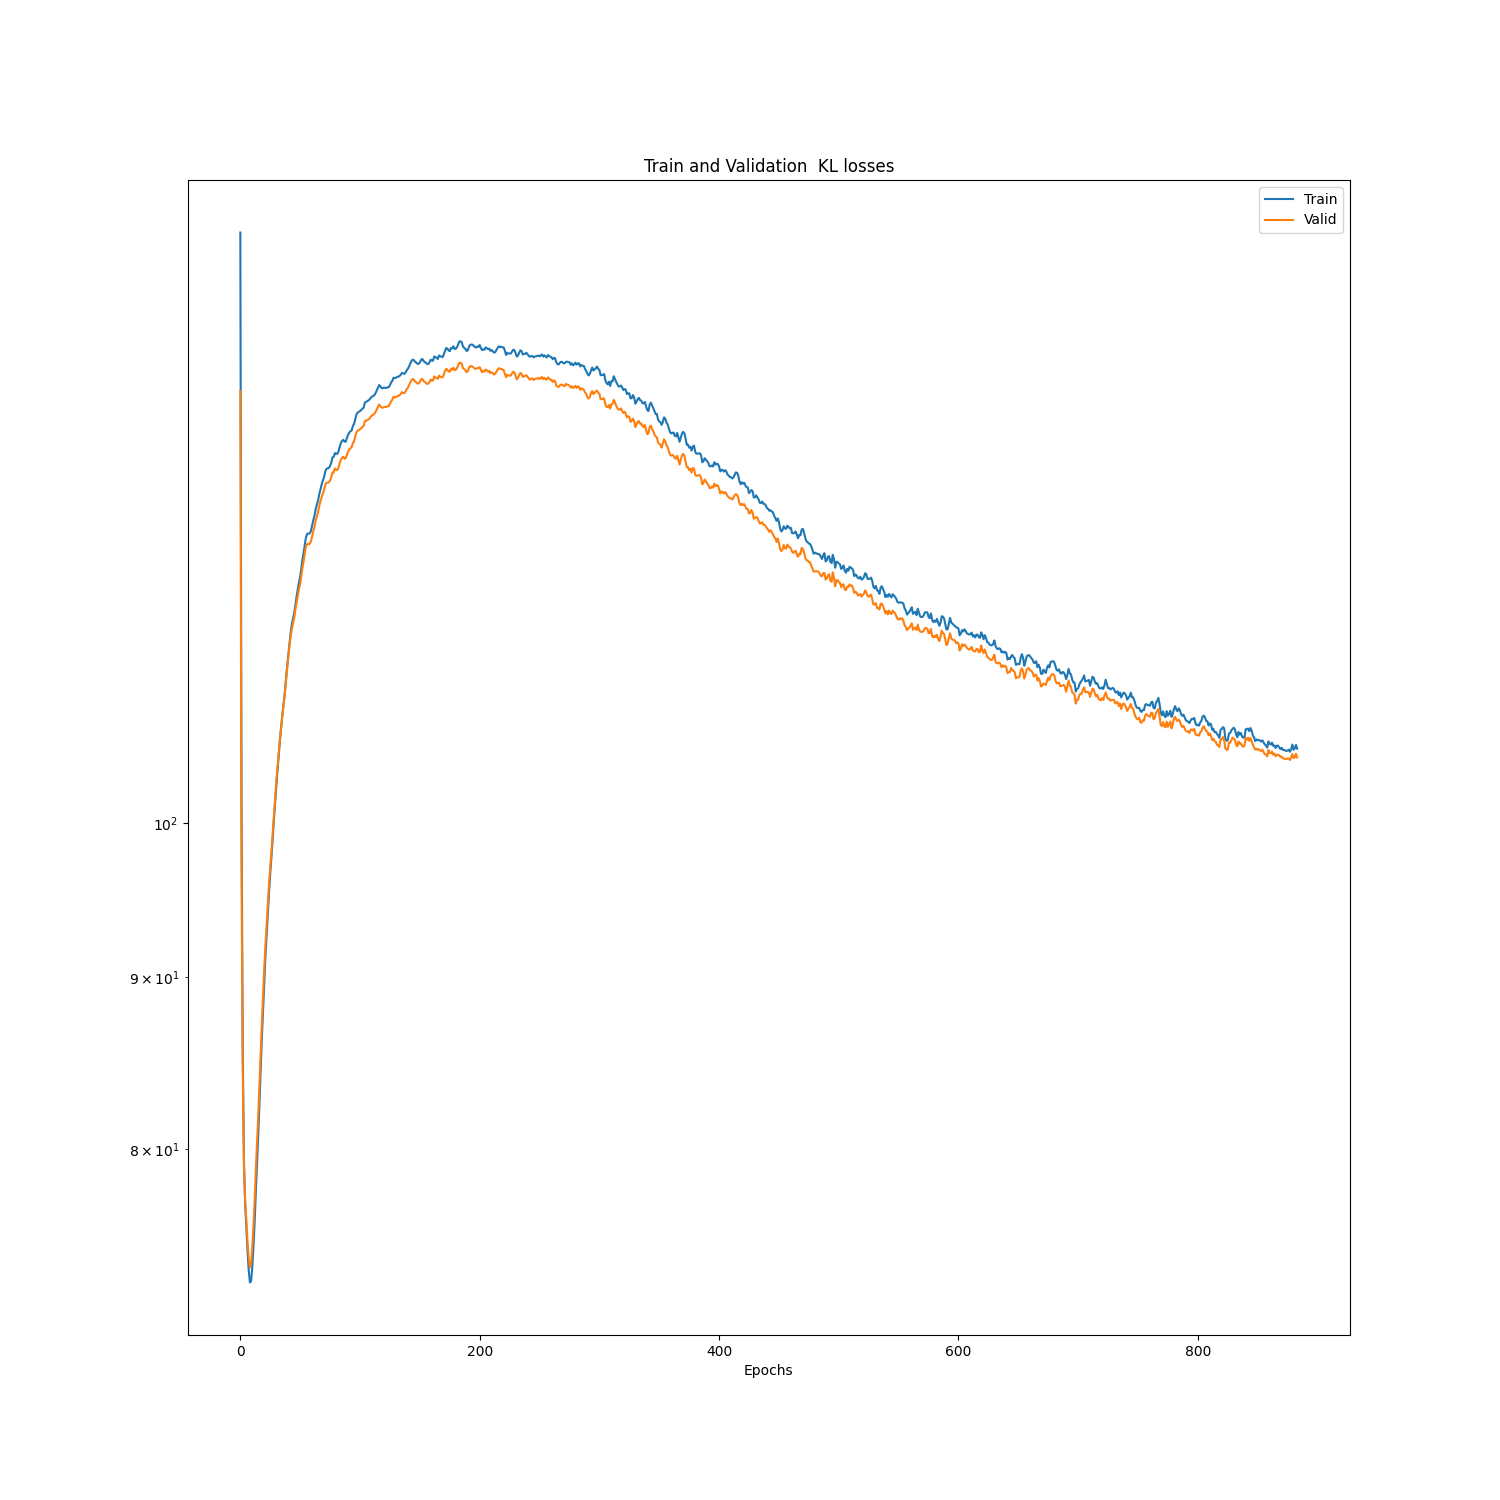 Train and Validation  KL losses
Train
Valid
10²
9 × 10¹
8 × 10¹
0 200 400 600 800
Epochs